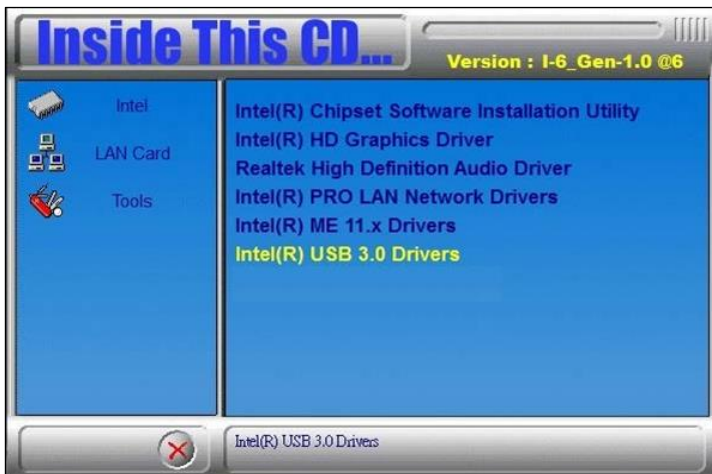 Inside This CD...
Version : I-6_Gen-1.0 @6
Intel
LAN Card
Tools
Intel(R) Chipset Software Installation Utility
Intel(R) HD Graphics Driver
Realtek High Definition Audio Driver
Intel(R) PRO LAN Network Drivers
Intel(R) ME 11.x Drivers
Intel(R) USB 3.0 Drivers
Intel(R) USB 3.0 Drivers